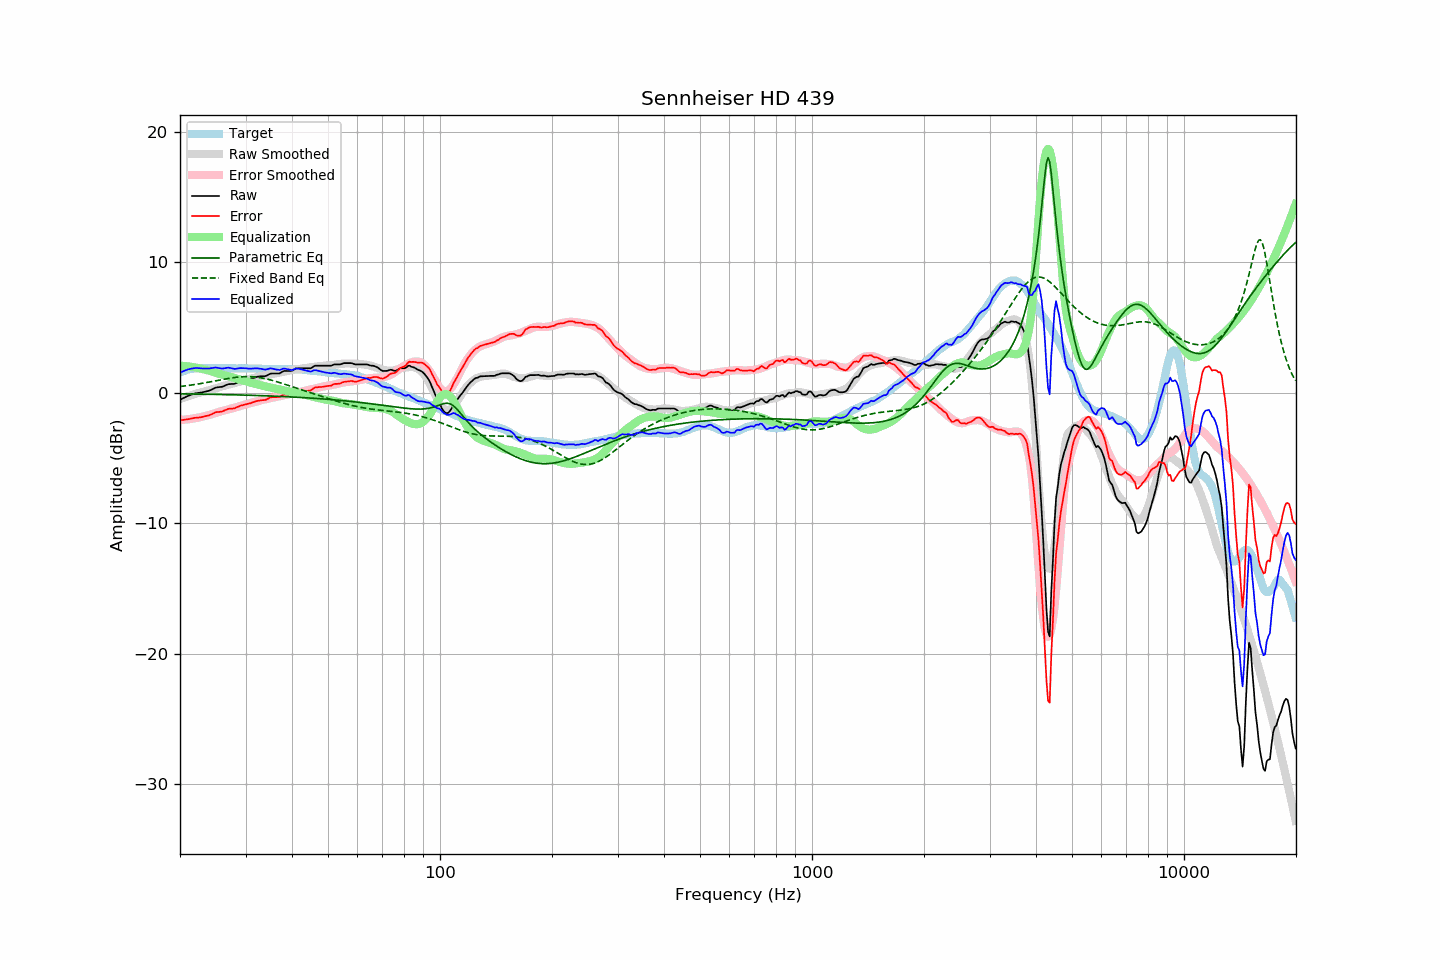 Sennheiser HD 439
Target
Raw Smoothed
Error Smoothed
Raw
Error
Equalization
Parametric Eq
Fixed Band Eq
Equalized
20
10
0
−10
−20
−30
Amplitude (dBr)
100 1000 10000
Frequency (Hz)